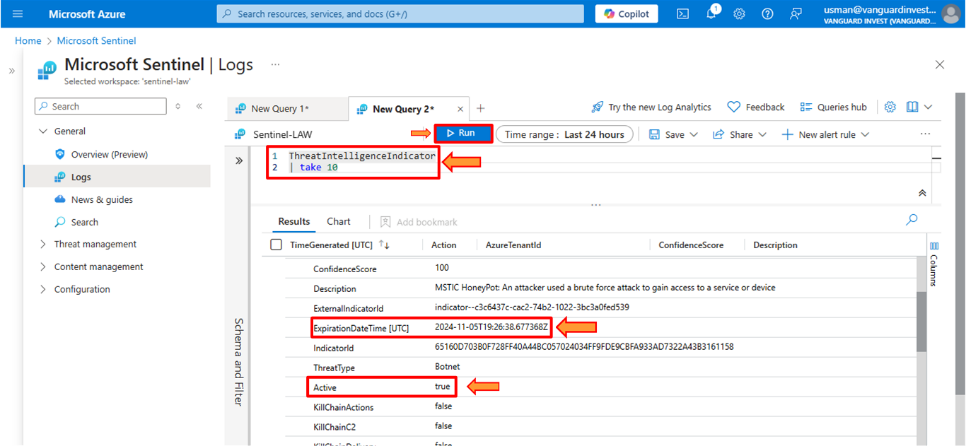 Microsoft Azure
Search resources, services, and docs (G+/)
Copilot
1
usman@vanguardinvest...
VANGUARD INVEST (VANGUARD...
Home > Microsoft Sentinel
Microsoft Sentinel | Logs ...
Selected workspace: 'sentinel-law'
Search
General
Overview (Preview)
Logs
News & guides
Search
Threat management
Content management
Configuration
New Query 1*
New Query 2*
Try the new Log Analytics
Feedback
Queries hub
Sentinel-LAW
Run
Time range : Last 24 hours
Save
Share
New alert rule
...
1 ThreatIntelligenceIndicator
2 | take 10
...
Schema and Filter
Results
Chart
Add bookmark
TimeGenerated [UTC] Action AzureTenantId ConfidenceScore Description
ConfidenceScore 100
Description MSTIC HoneyPot: An attacker used a brute force attack to gain access to a service or device
ExternalIndicatorId indicator--c3c6437c-cac2-74b2-1022-3bc3a0fed539
ExpirationDateTime [UTC] 2024-11-05T19:26:38.677368Z
IndicatorId
ThreatType Botnet
Active true
KillChainActions false
KillChainC2 false
KillChainDelivery
Columns